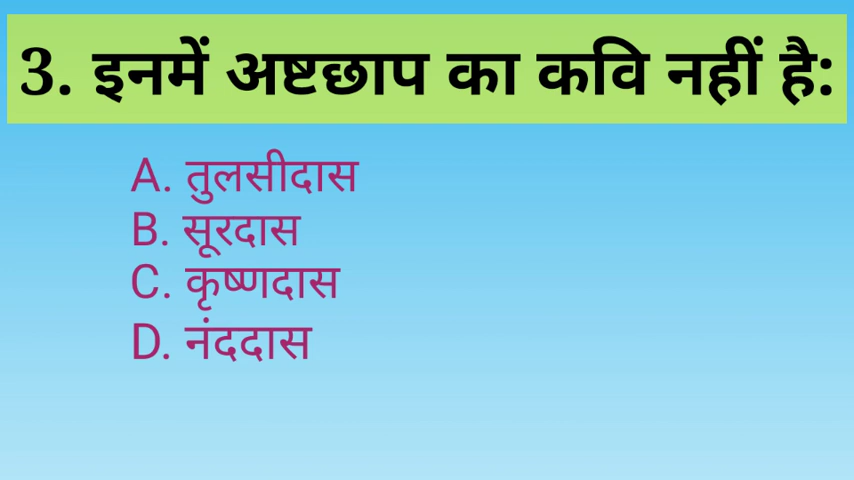 3. इनमें अष्टछाप का कवि नहीं है:
A. तुलसीदास
B. सूरदास
C. कृष्णदास
D. नंददास